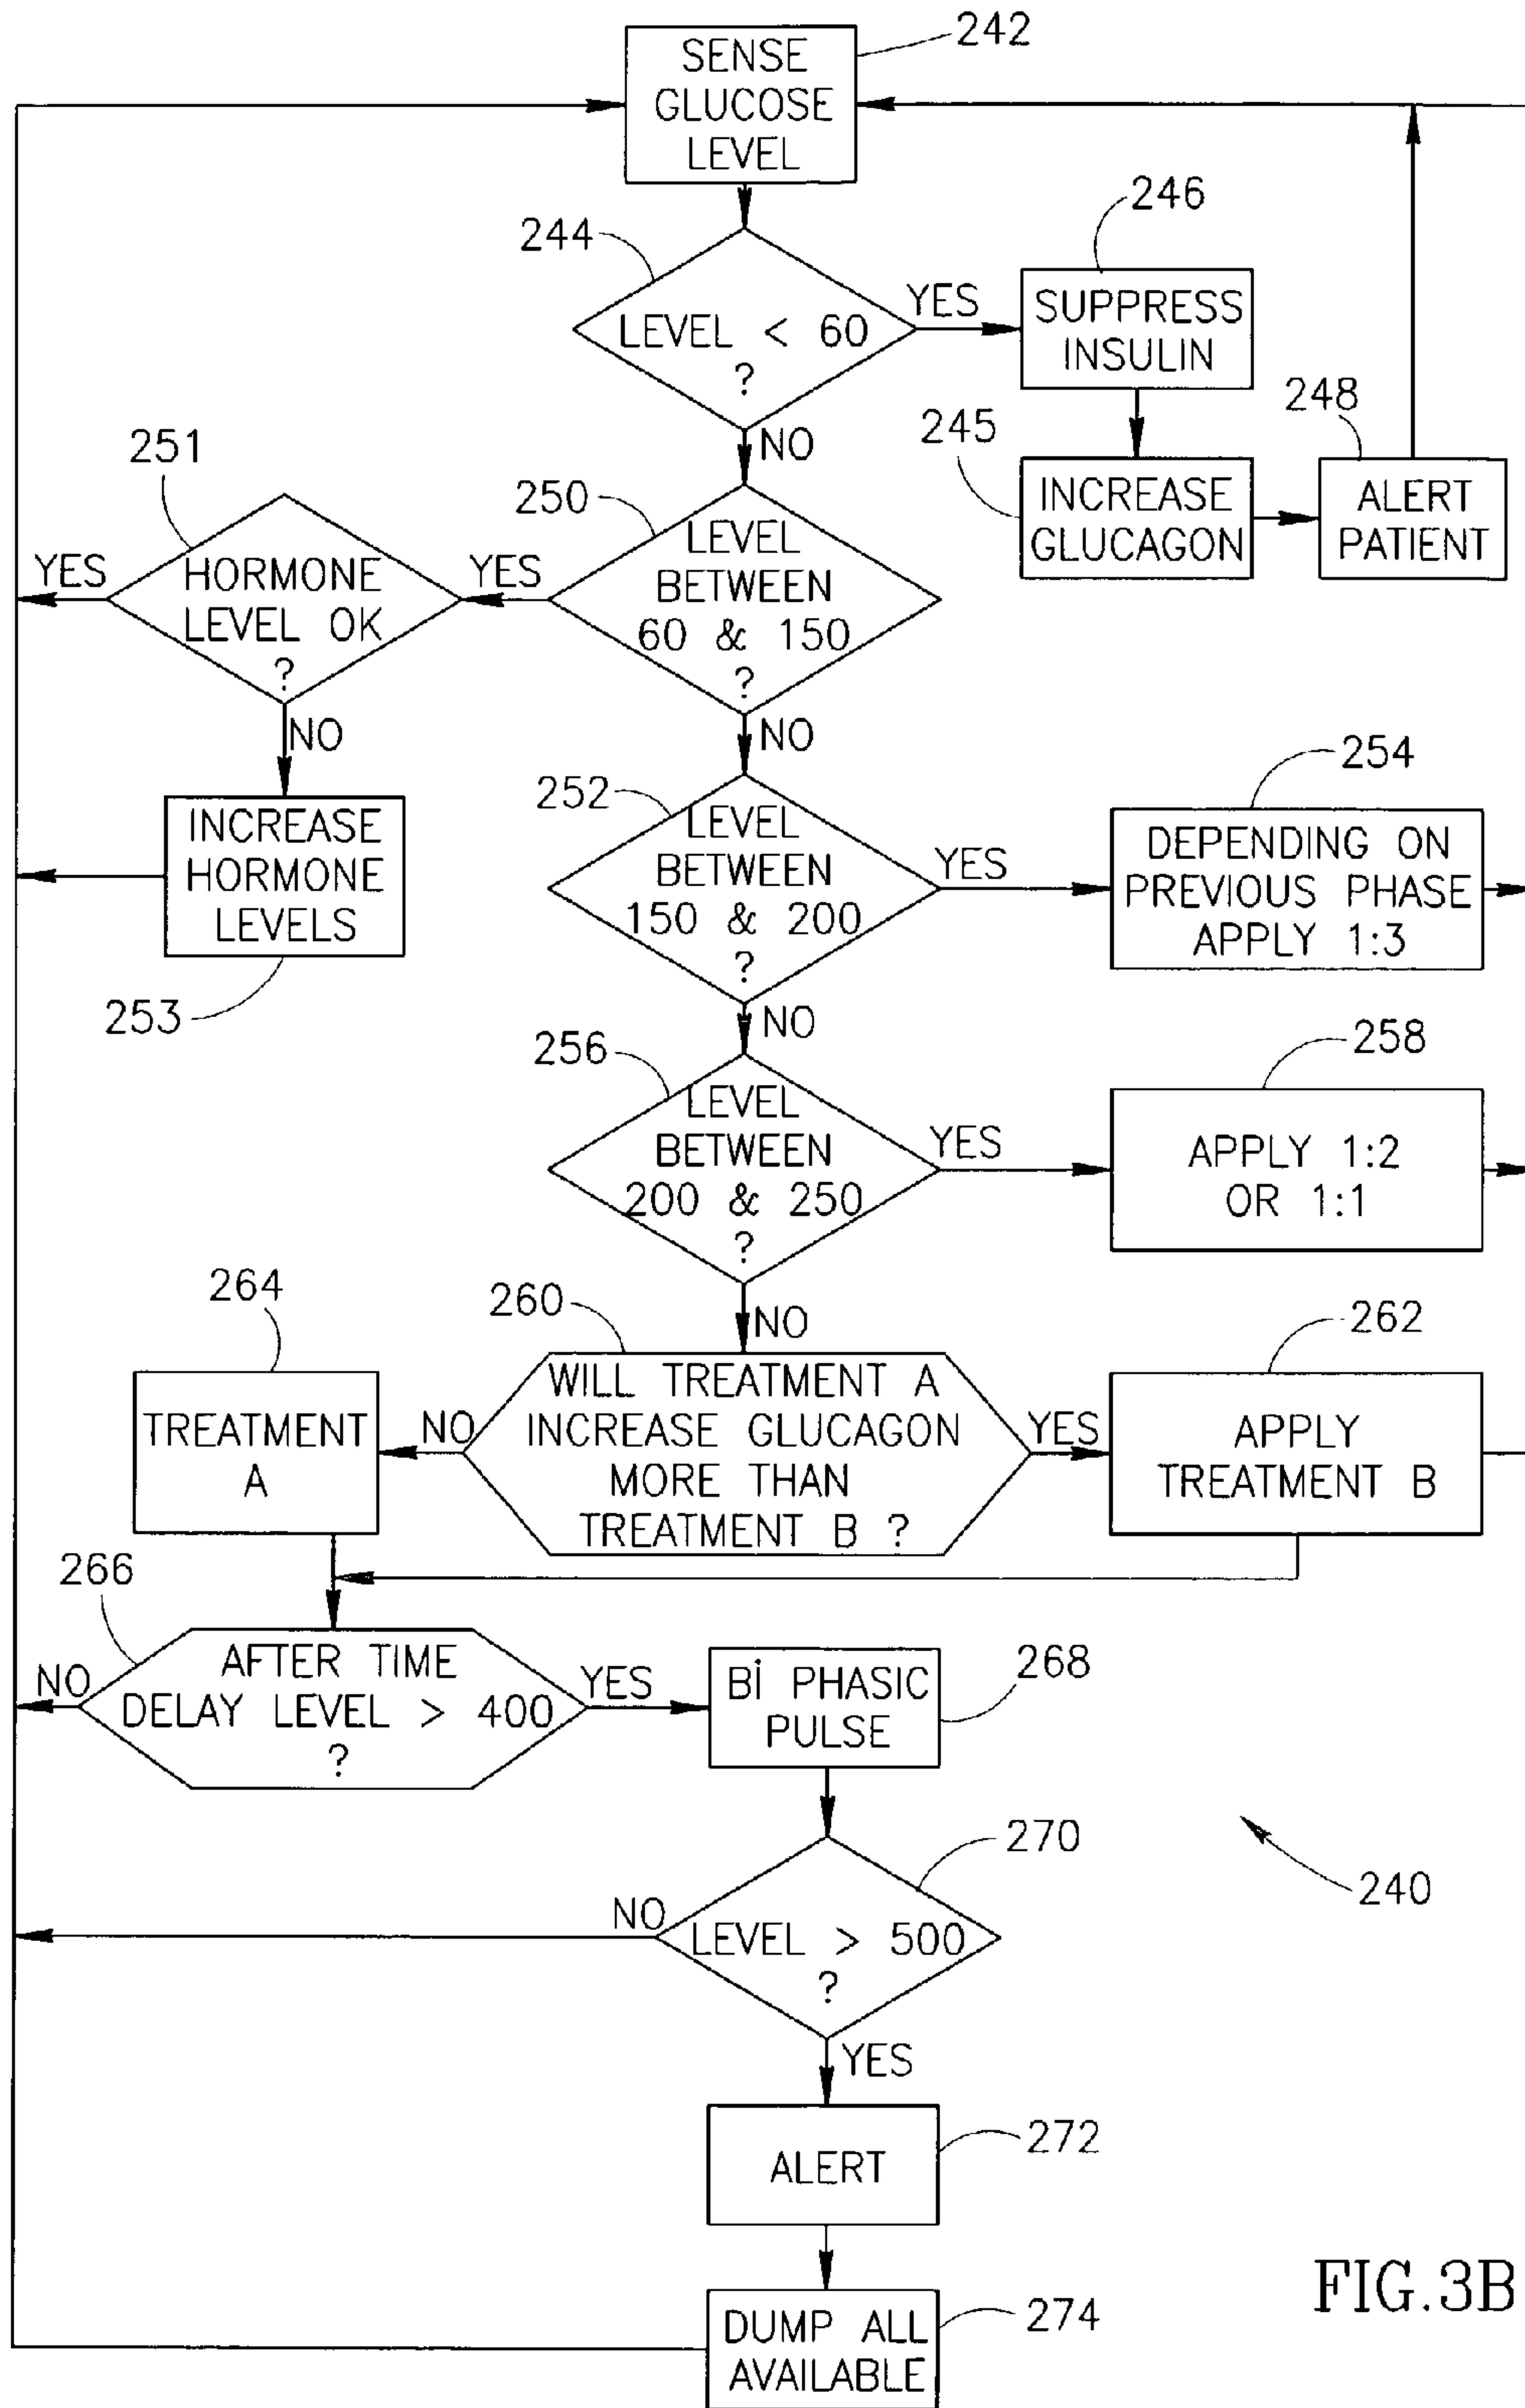 242
SENSE
GLUCOSE
LEVEL
244
LEVEL < 60
?
YES
246
SUPPRESS
INSULIN
245
INCREASE
GLUCAGON
248
ALERT
PATIENT
NO
250
LEVEL
BETWEEN
60 & 150
?
YES
251
HORMONE
LEVEL OK
?
YES
NO
INCREASE
HORMONE
LEVELS
253
NO
252
LEVEL
BETWEEN
150 & 200
?
YES
254
DEPENDING ON
PREVIOUS PHASE
APPLY 1:3
NO
256
LEVEL
BETWEEN
200 & 250
?
YES
258
APPLY 1:2
OR 1:1
NO
260
WILL TREATMENT A
INCREASE GLUCAGON
MORE THAN
TREATMENT B ?
NO
264
TREATMENT
A
YES
262
APPLY
TREATMENT B
266
AFTER TIME
DELAY LEVEL > 400
?
NO
YES
Bi PHASIC
PULSE
268
270
LEVEL > 500
?
NO
240
YES
ALERT
272
DUMP ALL
AVAILABLE
274
FIG.3B